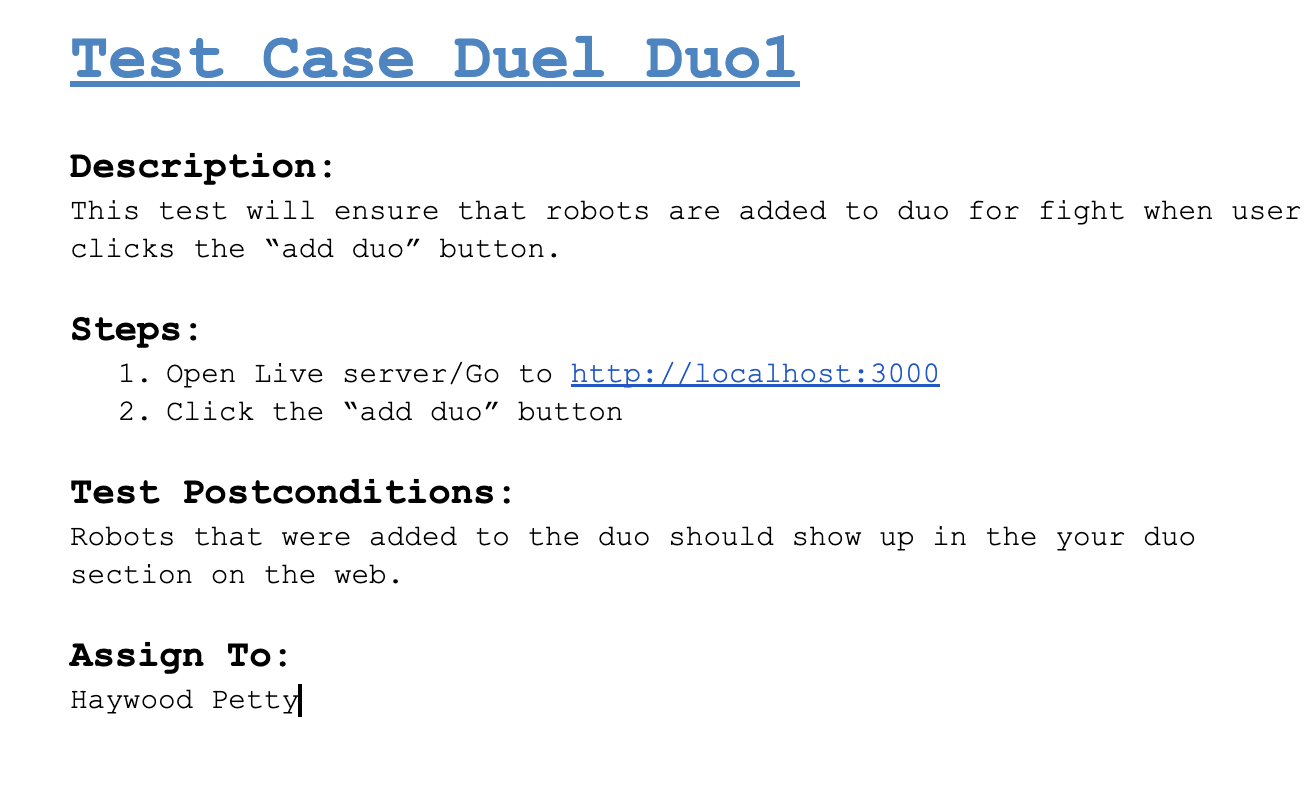 Test Case Duel Duo1
Description:
This test will ensure that robots are added to duo for fight when user
clicks the “add duo” button.
Steps:
1. Open Live server/Go to http://localhost:3000
2. Click the “add duo” button
Test Postconditions:
Robots that were added to the duo should show up in the your duo
section on the web.
Assign To:
Haywood Petty